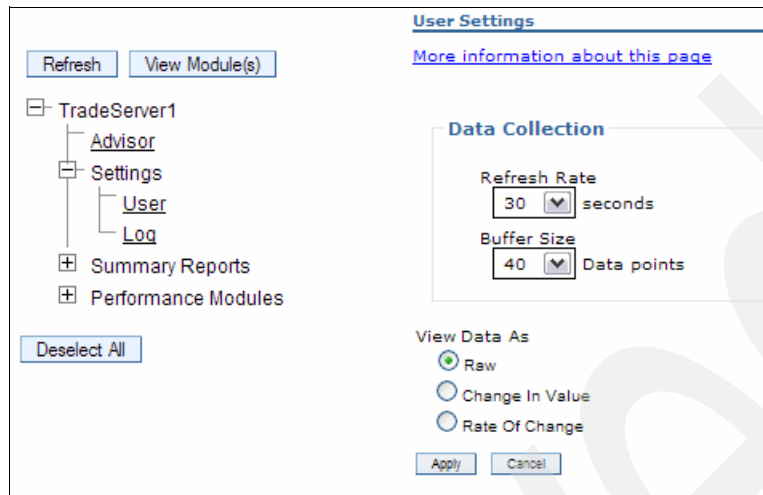 Refresh
View Module(s)
TradeServer1
Advisor
Settings
User
Log
Summary Reports
Performance Modules
Deselect All
User Settings
More information about this page
Data Collection
Refresh Rate
30 seconds
Buffer Size
40 Data points
View Data As
Raw
Change In Value
Rate Of Change
Apply
Cancel